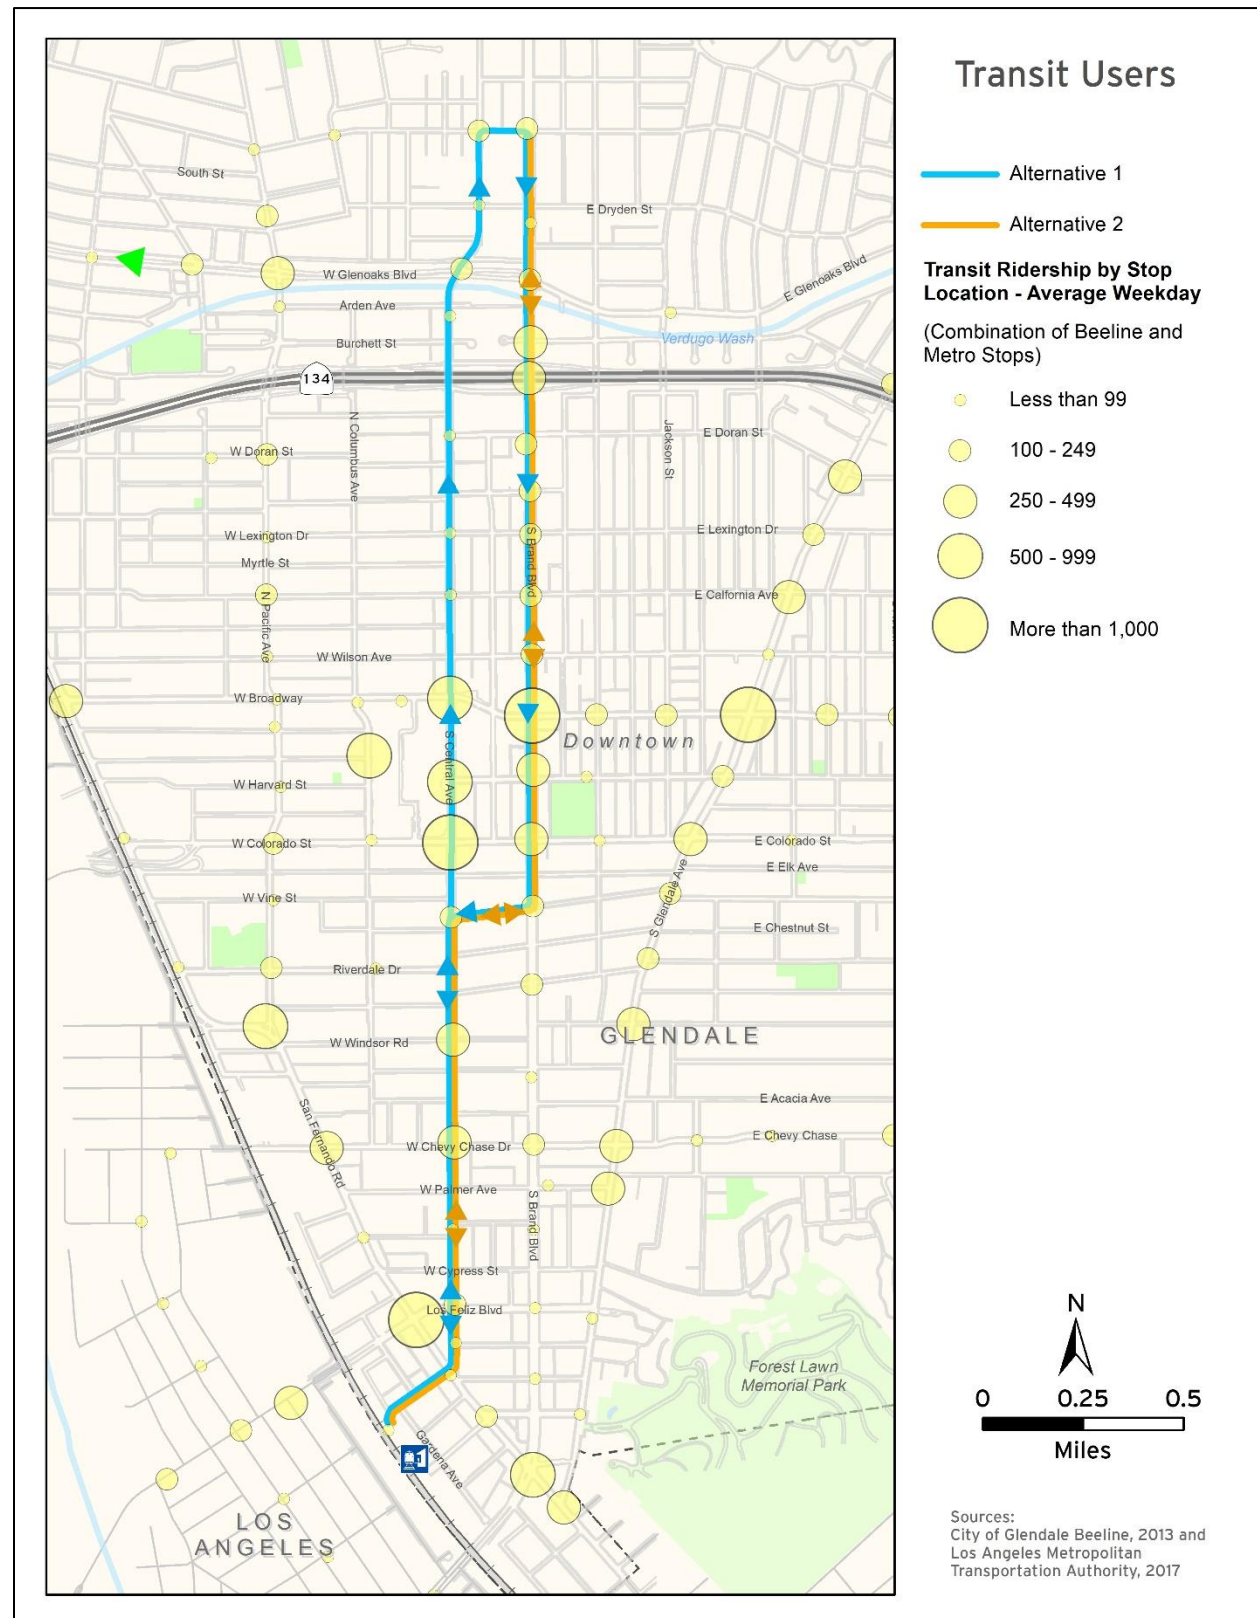 Transit Users
Alternative 1
Alternative 2
Transit Ridership by Stop
Location - Average Weekday
(Combination of Beeline and
Metro Stops)
Less than 99
100 - 249
250 - 499
500 - 999
More than 1,000
South St
E Dryden St
W Glenoaks Blvd
E Glenoaks Blvd
Arden Ave
Burchett St
Verdugo Wash
134
N Columbus Ave
Jackson St
W Doran St
E Doran St
W Lexington Dr
E Lexington Dr
Myrtle St
S Brand Blvd
N Pacific Ave
E Calfornia Ave
W Wilson Ave
W Broadway
Downtown
S Central Ave
W Harvard St
W Colorado St
E Colorado St
E Elk Ave
W Vine St
S Glendale Ave
E Chestnut St
Riverdale Dr
W Windsor Rd
GLENDALE
San Fernando Rd
E Acacia Ave
W Chevy Chase Dr
E Chevy Chase
W Palmer Ave
S Brand Blvd
W Cypress St
Los Feliz Blvd
Forest Lawn
Memorial Park
Gardena Ave
LOS
ANGELES
N
0 0.25 0.5
Miles
Sources:
City of Glendale Beeline, 2013 and
Los Angeles Metropolitan
Transportation Authority, 2017